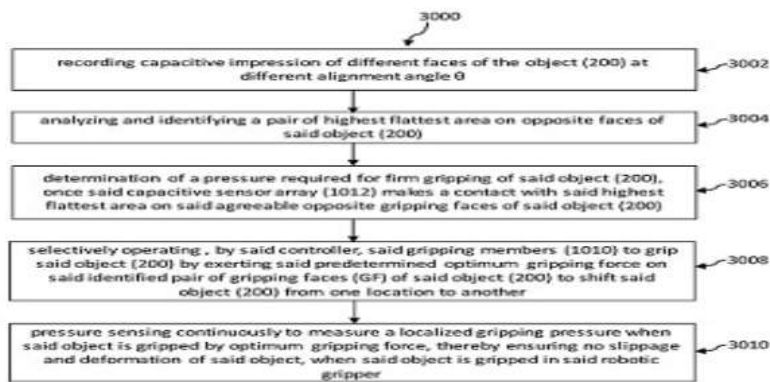 3000
recording capacitive impression of different faces of the object (200) at
different alignment angle θ
3002
analyzing and identifying a pair of highest flattest area on opposite faces of
said object (200)
3004
determination of a pressure required for firm gripping of said object (200),
once said capacitive sensor array (1012) makes a contact with said highest
flattest area on said agreeable opposite gripping faces of said object (200)
3006
selectively operating , by said controller, said gripping members (1010) to grip
said object (200) by exerting said predetermined optimum gripping force on
said identified pair of gripping faces (GF) of said object (200) to shift said
object (200) from one location to another
3008
pressure sensing continuously to measure a localized gripping pressure when
said object is gripped by optimum gripping force, thereby ensuring no slippage
and deformation of said object, when said object is gripped in said robotic
gripper
3010